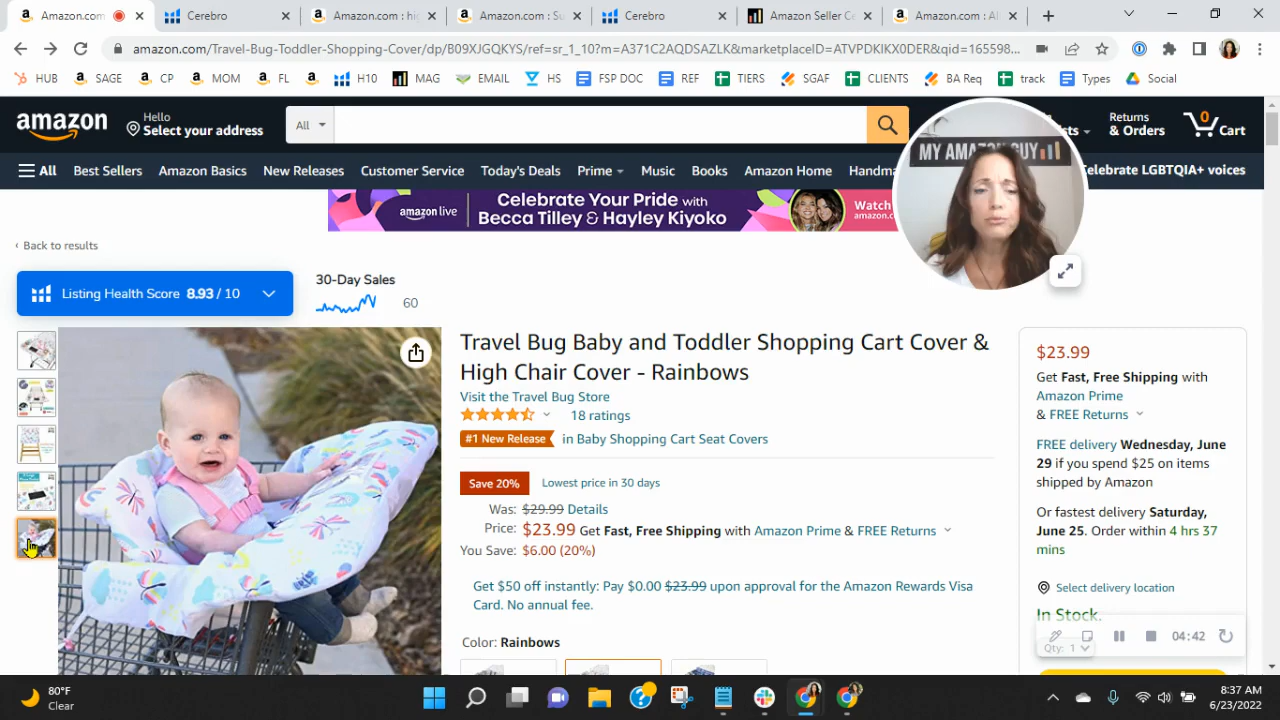 Amazon.com
Cerebro
Amazon.com : hi
Amazon.com : Su
Cerebro
Amazon Seller Ce
Amazon.com : Al
amazon.com/Travel-Bug-Toddler-Shopping-Cover/dp/B09XJGQKYS/ref=sr_1_10?m=A371C2AQDSAZLK&marketplaceID=ATVPDKIKX0DER&qid=165598...
HUB
SAGE
CP
MOM
FL
H10
MAG
EMAIL
HS
FSP DOC
REF
TIERS
SGAF
CLIENTS
BA Req
track
Types
Social
amazon
Hello
Select your address
All
MY AMAZON GUY
Returns
& Orders
0
Cart
All
Best Sellers
Amazon Basics
New Releases
Customer Service
Today's Deals
Prime
Music
Books
Amazon Home
Handma
Celebrate LGBTQIA+ voices
amazon live
Celebrate Your Pride with
Becca Tilley & Hayley Kiyoko
Watch
amazon.c
‹ Back to results
Listing Health Score 8.93 / 10
30-Day Sales
60
Travel Bug Baby and Toddler Shopping Cart Cover &
High Chair Cover - Rainbows
Visit the Travel Bug Store
18 ratings
#1 New Release in Baby Shopping Cart Seat Covers
Save 20% Lowest price in 30 days
Was: $29.99 Details
Price: $23.99 Get Fast, Free Shipping with Amazon Prime & FREE Returns
You Save: $6.00 (20%)
Get $50 off instantly: Pay $0.00 $23.99 upon approval for the Amazon Rewards Visa
Card. No annual fee.
Color: Rainbows
$23.99
Get Fast, Free Shipping with
Amazon Prime
& FREE Returns
FREE delivery Wednesday, June
29 if you spend $25 on items
shipped by Amazon
Or fastest delivery Saturday,
June 25. Order within 4 hrs 37
mins
Select delivery location
In Stock.
04:42
Qty: 1
80°F
Clear
8:37 AM
6/23/2022